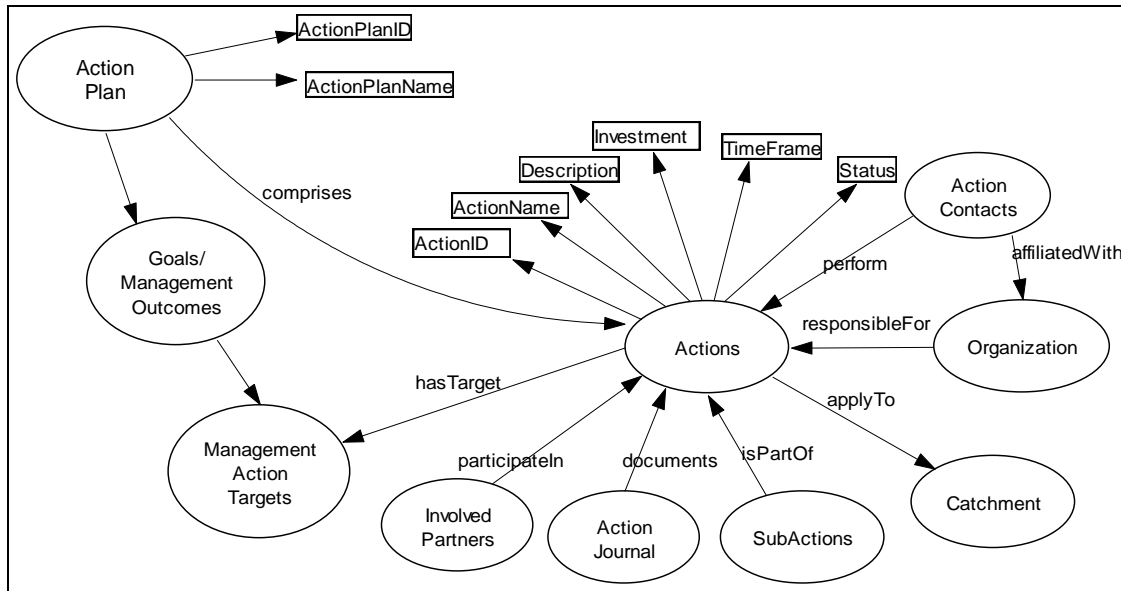 ActionPlanID
Action
Plan
ActionPlanName
Investment
TimeFrame
Description
Status
comprises
ActionName
Action
Contacts
ActionID
affiliatedWith
perform
Goals/
Management
Outcomes
responsibleFor
Actions
Organization
hasTarget
applyTo
Management
Action
Targets
participateIn
documents
isPartOf
Involved
Partners
Action
Journal
SubActions
Catchment